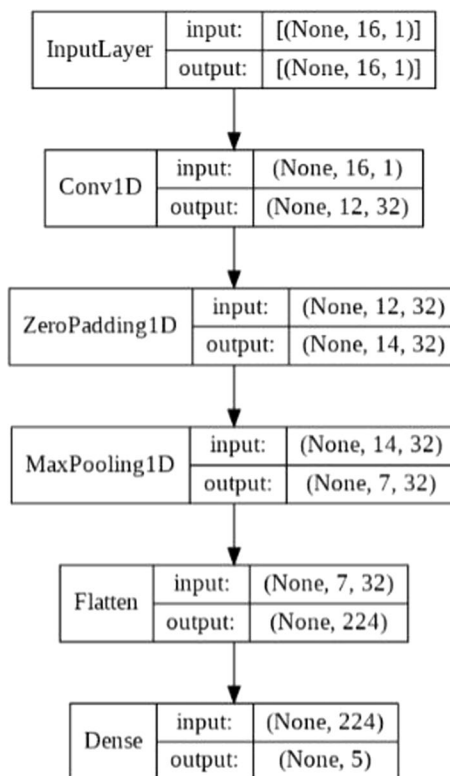 InputLayer
input:
[(None, 16, 1)]
output:
[(None, 16, 1)]
Conv1D
input:
(None, 16, 1)
output:
(None, 12, 32)
ZeroPadding1D
input:
(None, 12, 32)
output:
(None, 14, 32)
MaxPooling1D
input:
(None, 14, 32)
output:
(None, 7, 32)
Flatten
input:
(None, 7, 32)
output:
(None, 224)
Dense
input:
(None, 224)
output:
(None, 5)